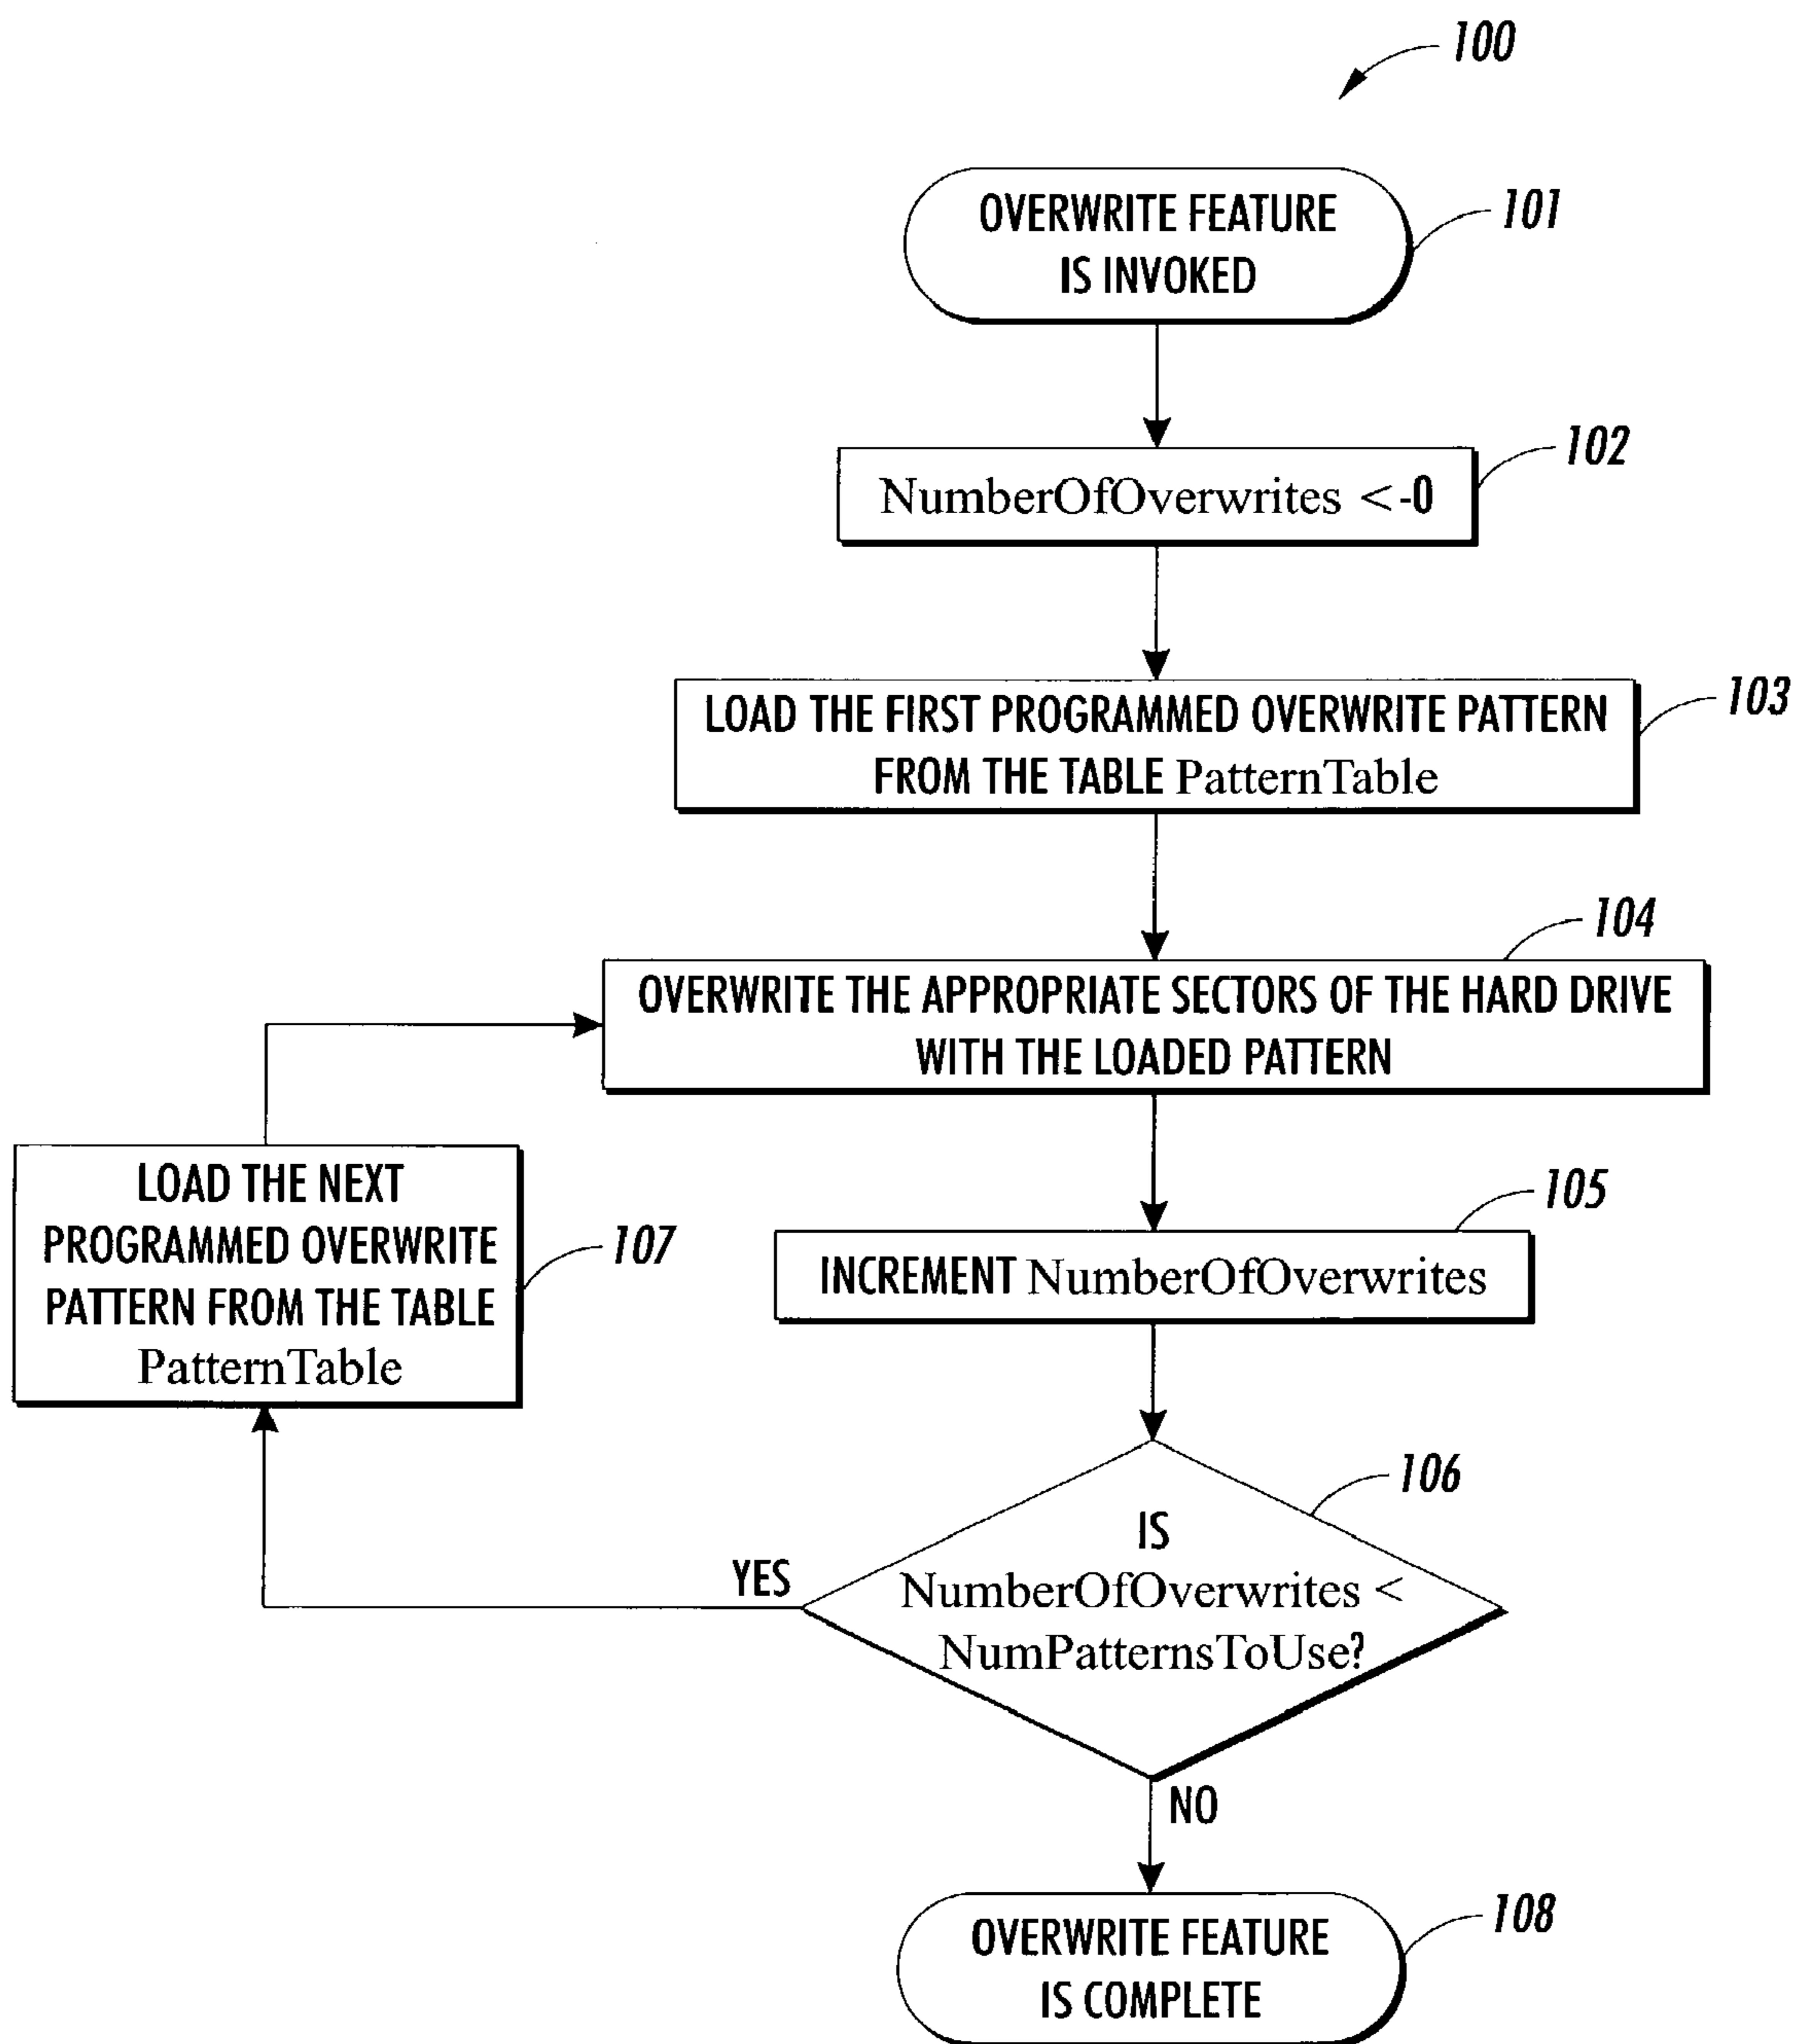 100
OVERWRITE FEATURE
IS INVOKED
101
NumberOfOverwrites <-0
102
LOAD THE FIRST PROGRAMMED OVERWRITE PATTERN
FROM THE TABLE PatternTable
103
OVERWRITE THE APPROPRIATE SECTORS OF THE HARD DRIVE
WITH THE LOADED PATTERN
104
LOAD THE NEXT
PROGRAMMED OVERWRITE
PATTERN FROM THE TABLE
PatternTable
107
INCREMENT NumberOfOverwrites
105
IS
NumberOfOverwrites <
NumPatternsToUse?
106
YES
NO
OVERWRITE FEATURE
IS COMPLETE
108